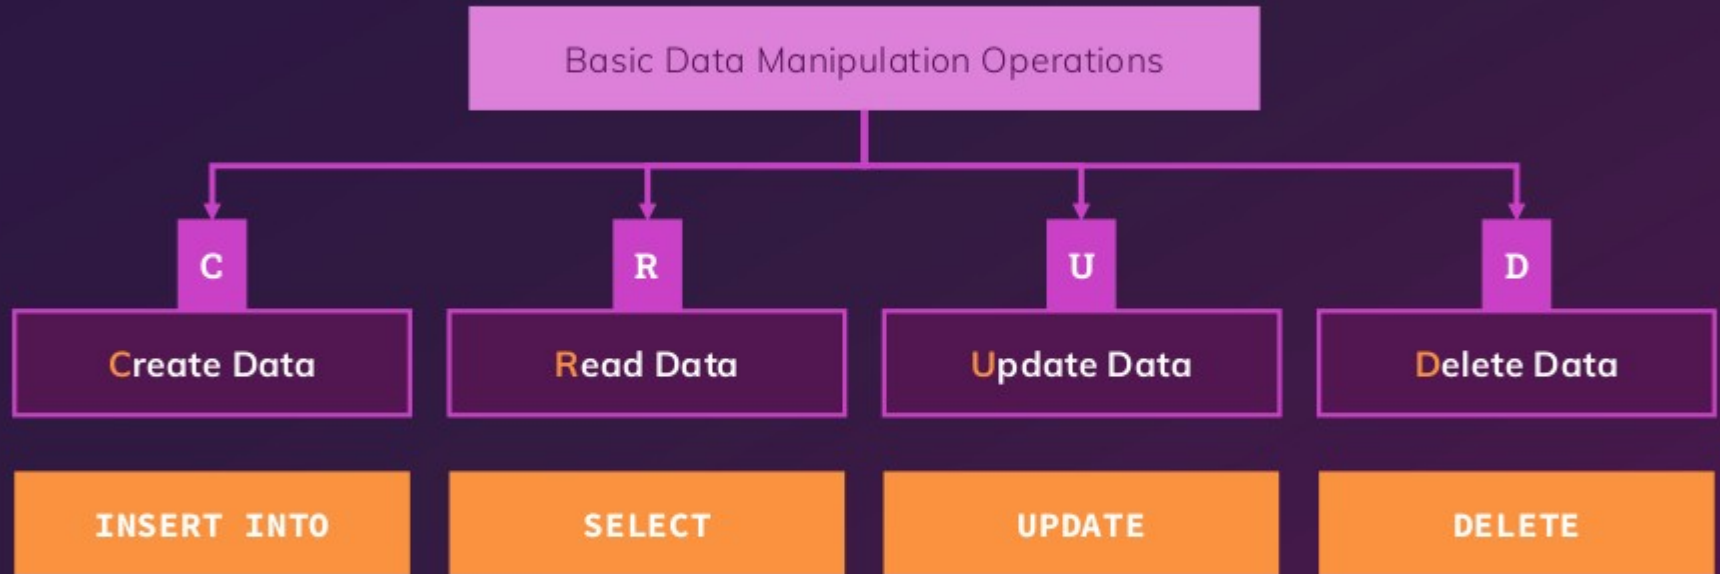 Basic Data Manipulation Operations
C
R
U
D
Create Data
Read Data
Update Data
Delete Data
INSERT INTO
SELECT
UPDATE
DELETE